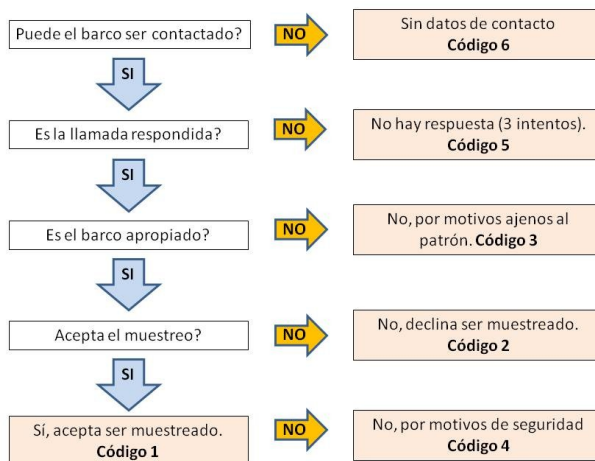 Puede el barco ser contactado?
NO
Sin datos de contacto
Código 6
SI
Es la llamada respondida?
NO
No hay respuesta (3 intentos).
Código 5
SI
Es el barco apropiado?
NO
No, por motivos ajenos al
patrón. Código 3
SI
Acepta el muestreo?
NO
No, declina ser muestreado.
Código 2
SI
Sí, acepta ser muestreado.
Código 1
NO
No, por motivos de seguridad
Código 4